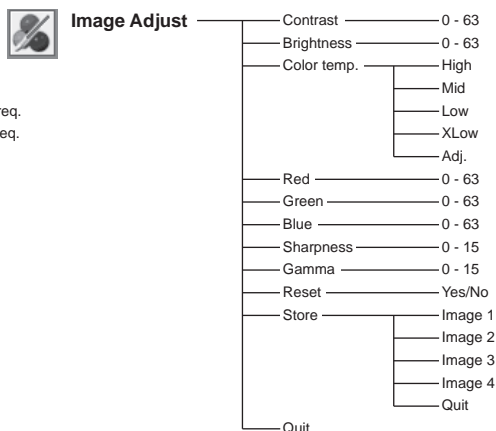 Image Adjust
Contrast 0 - 63
Brightness 0 - 63
Color temp. High
Mid
Low
XLow
Adj.
Red 0 - 63
Green 0 - 63
Blue 0 - 63
Sharpness 0 - 15
Gamma 0 - 15
Reset Yes/No
Store Image 1
Image 2
Image 3
Image 4
Quit
Quit